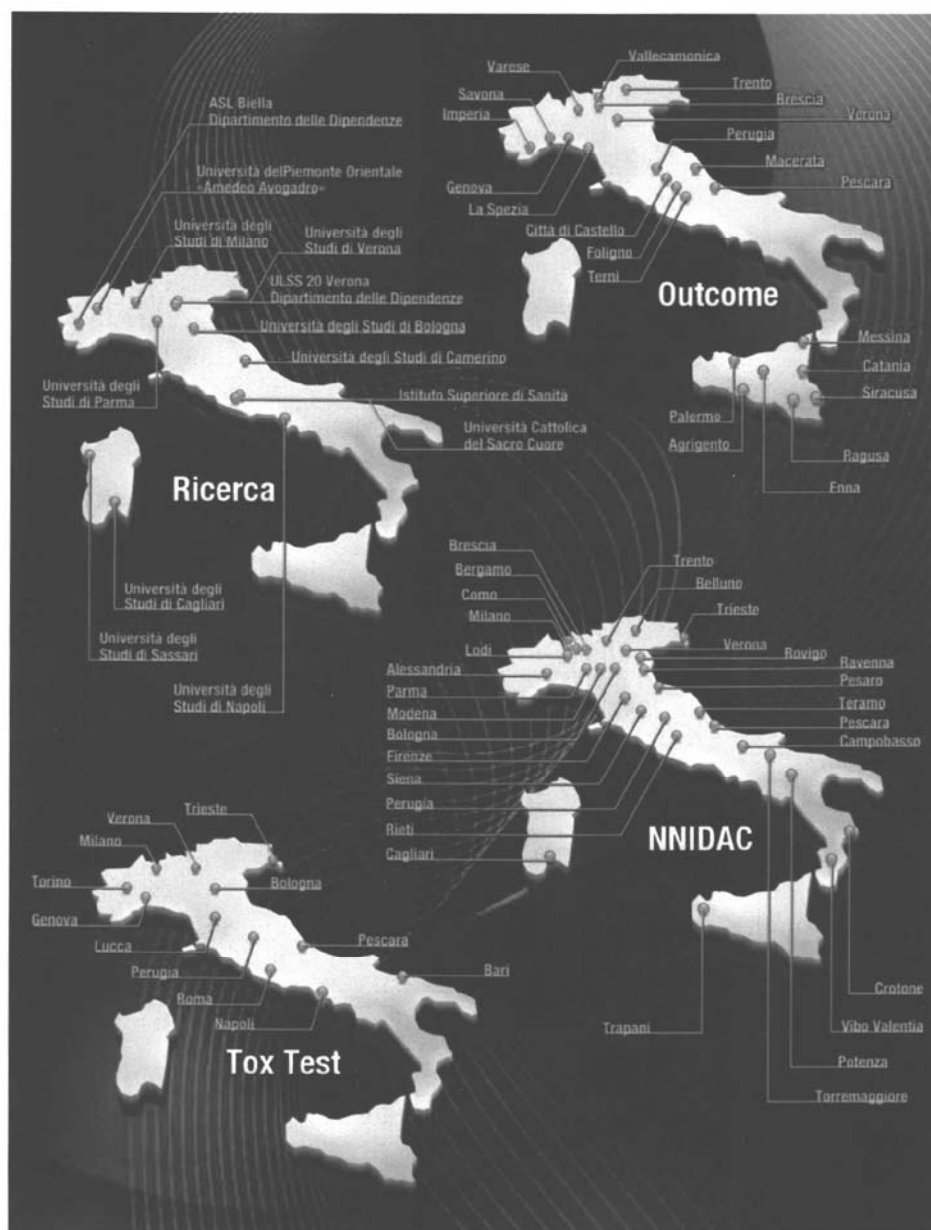 ASL Biella
Dipartimento delle Dipendenze
Università delPiemonte Orientale
«Amedeo Avogadro»
Università degli
Studi di Milano
Università degli
Studi di Verona
ULSS 20 Verona
Dipartimento delle Dipendenze
Università degli Studi di Bologna
Università degli Studi di Camerino
Università degli
Studi di Parma
Istituto Superiore di Sanità
Università Cattolica
del Sacro Cuore
Ricerca
Università degli
Studi di Cagliari
Università degli
Studi di Sassari
Università degli
Studi di Napoli
Vallecamonica
Varese
Trento
Savona
Brescia
Imperia
Verona
Perugia
Macerata
Genova
Pescara
La Spezia
Città di Castello
Foligno
Terni
Outcome
Messina
Catania
Palermo
Siracusa
Agrigento
Ragusa
Enna
Brescia
Trento
Bergamo
Belluno
Como
Trieste
Milano
Verona
Lodi
Rovigo
Alessandria
Ravenna
Parma
Pesaro
Modena
Teramo
Bologna
Pescara
Firenze
Campobasso
Siena
Perugia
Rieti
NNIDAC
Cagliari
Crotone
Trapani
Vibo Valentia
Potenza
Torremaggiore
Trieste
Verona
Milano
Torino
Bologna
Genova
Lucca
Pescara
Perugia
Bari
Roma
Napoli
Tox Test